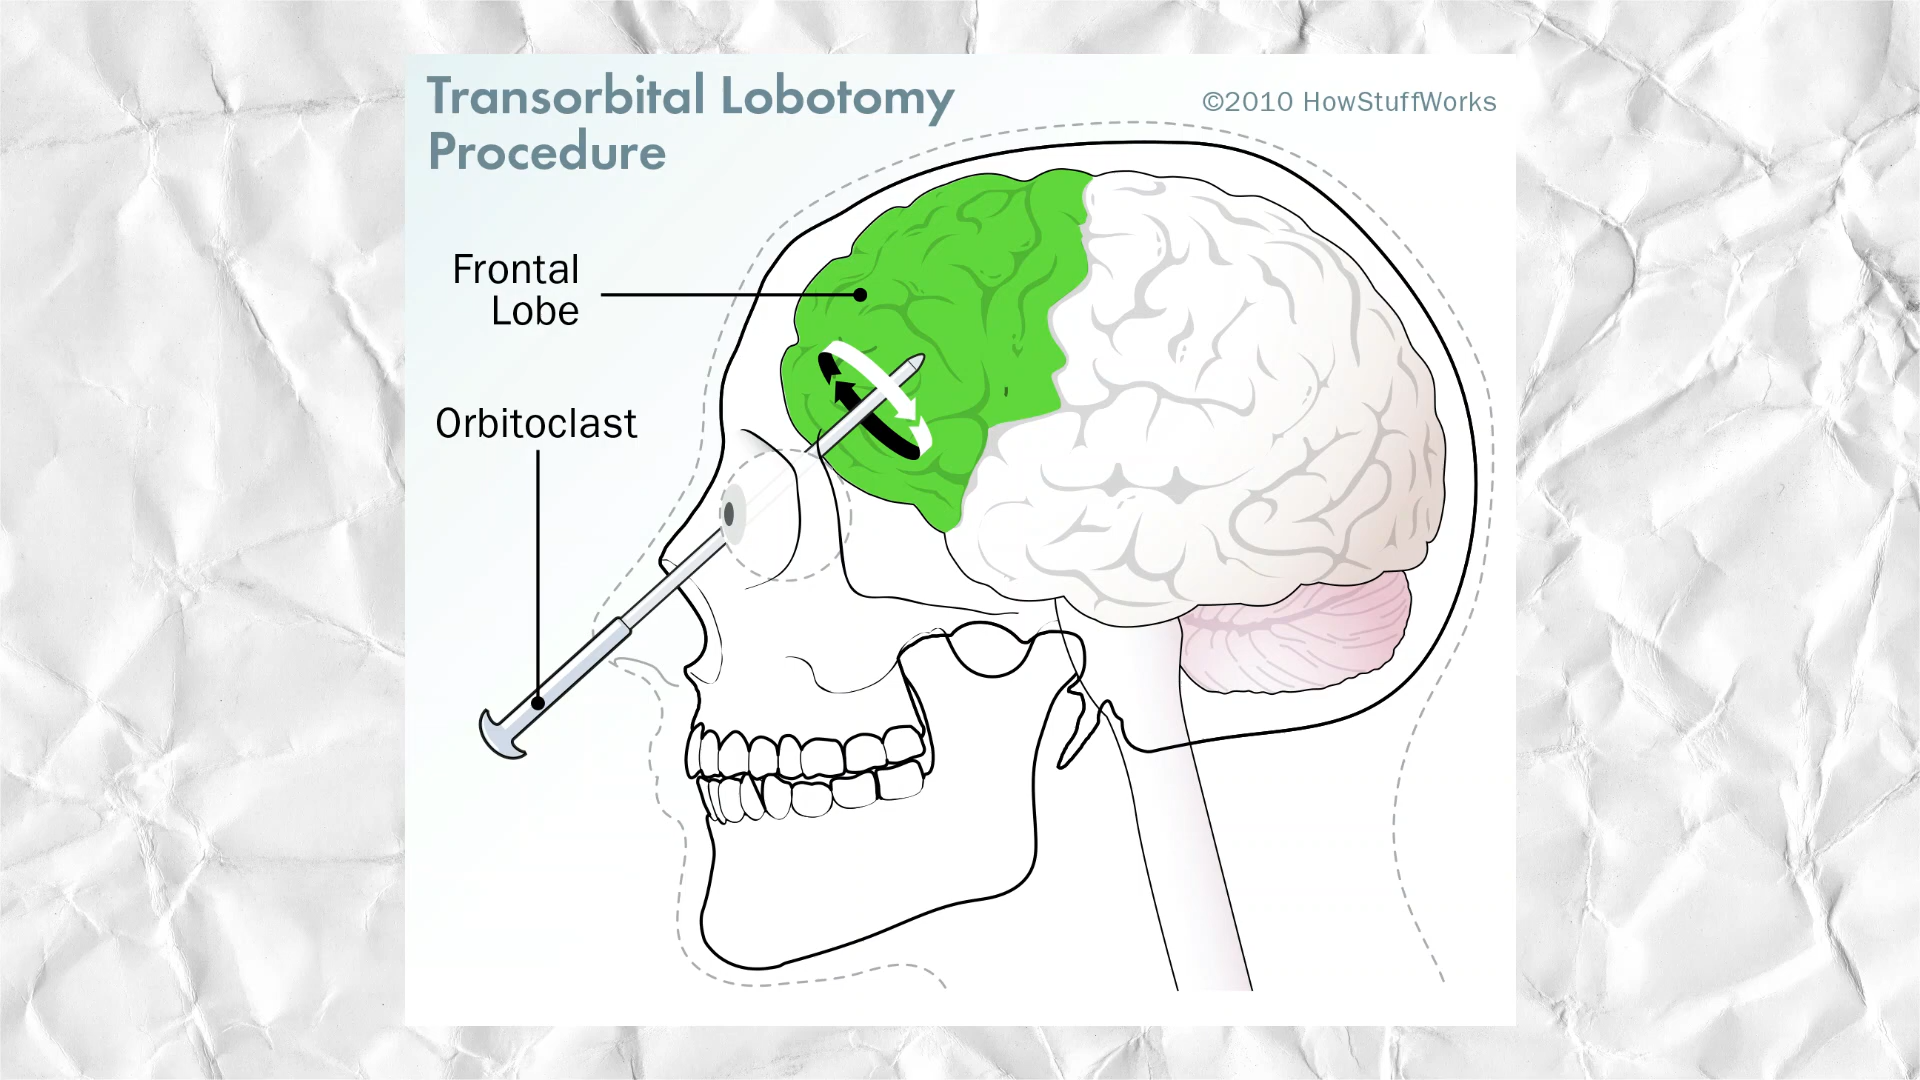 Transorbital Lobotomy
Procedure
©2010 HowStuffWorks
Frontal
Lobe
Orbitoclast